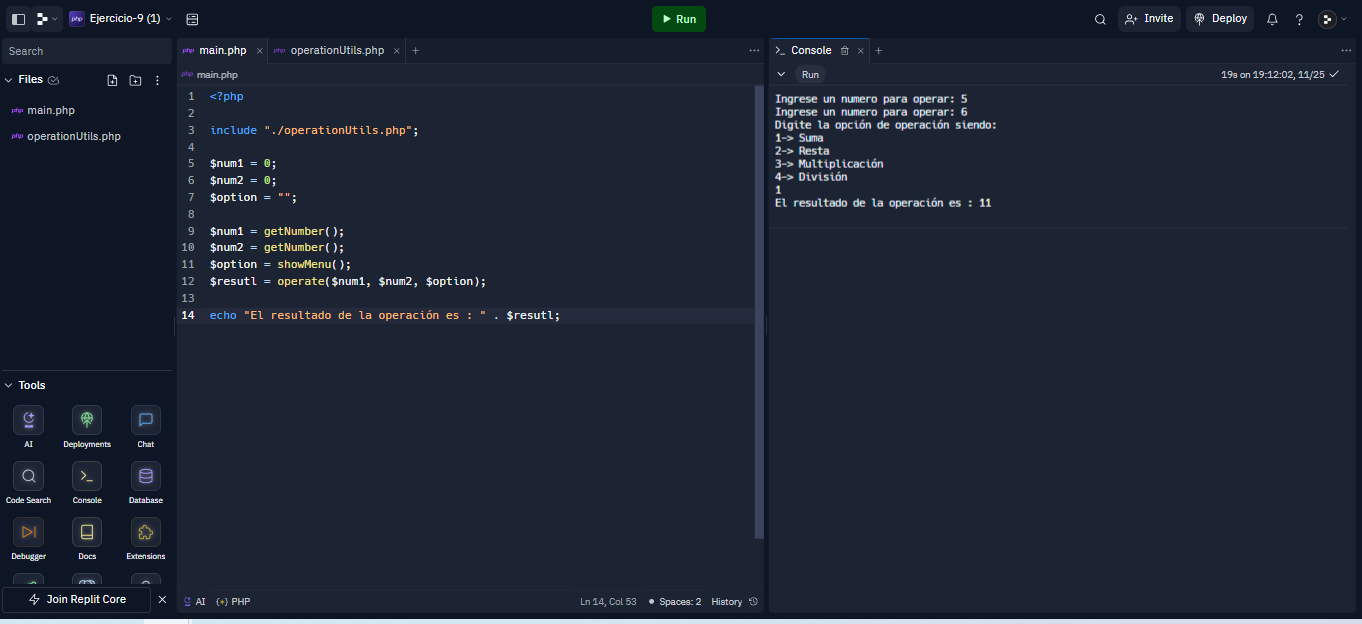 php Ejercicio-9 (1)
Run
Invite
Deploy
?
Search
Files
php main.php
php operationUtils.php
Tools
AI
Deployments
Chat
Code Search
Console
Database
Debugger
Docs
Extensions
Join Replit Core
php main.php
php operationUtils.php
php main.php
1 <?php
2
3 include "./operationUtils.php";
4
5 $num1 = 0;
6 $num2 = 0;
7 $option = "";
8
9 $num1 = getNumber();
10 $num2 = getNumber();
11 $option = showMenu();
12 $resutl = operate($num1, $num2, $option);
13
14 echo "El resultado de la operación es : " . $resutl;
AI
PHP
Ln 14, Col 53
Spaces: 2
History
Console
Run
19s on 19:12:02, 11/25
Ingrese un numero para operar: 5
Ingrese un numero para operar: 6
Digite la opción de operación siendo:
1-> Suma
2-> Resta
3-> Multiplicación
4-> División
1
El resultado de la operación es : 11